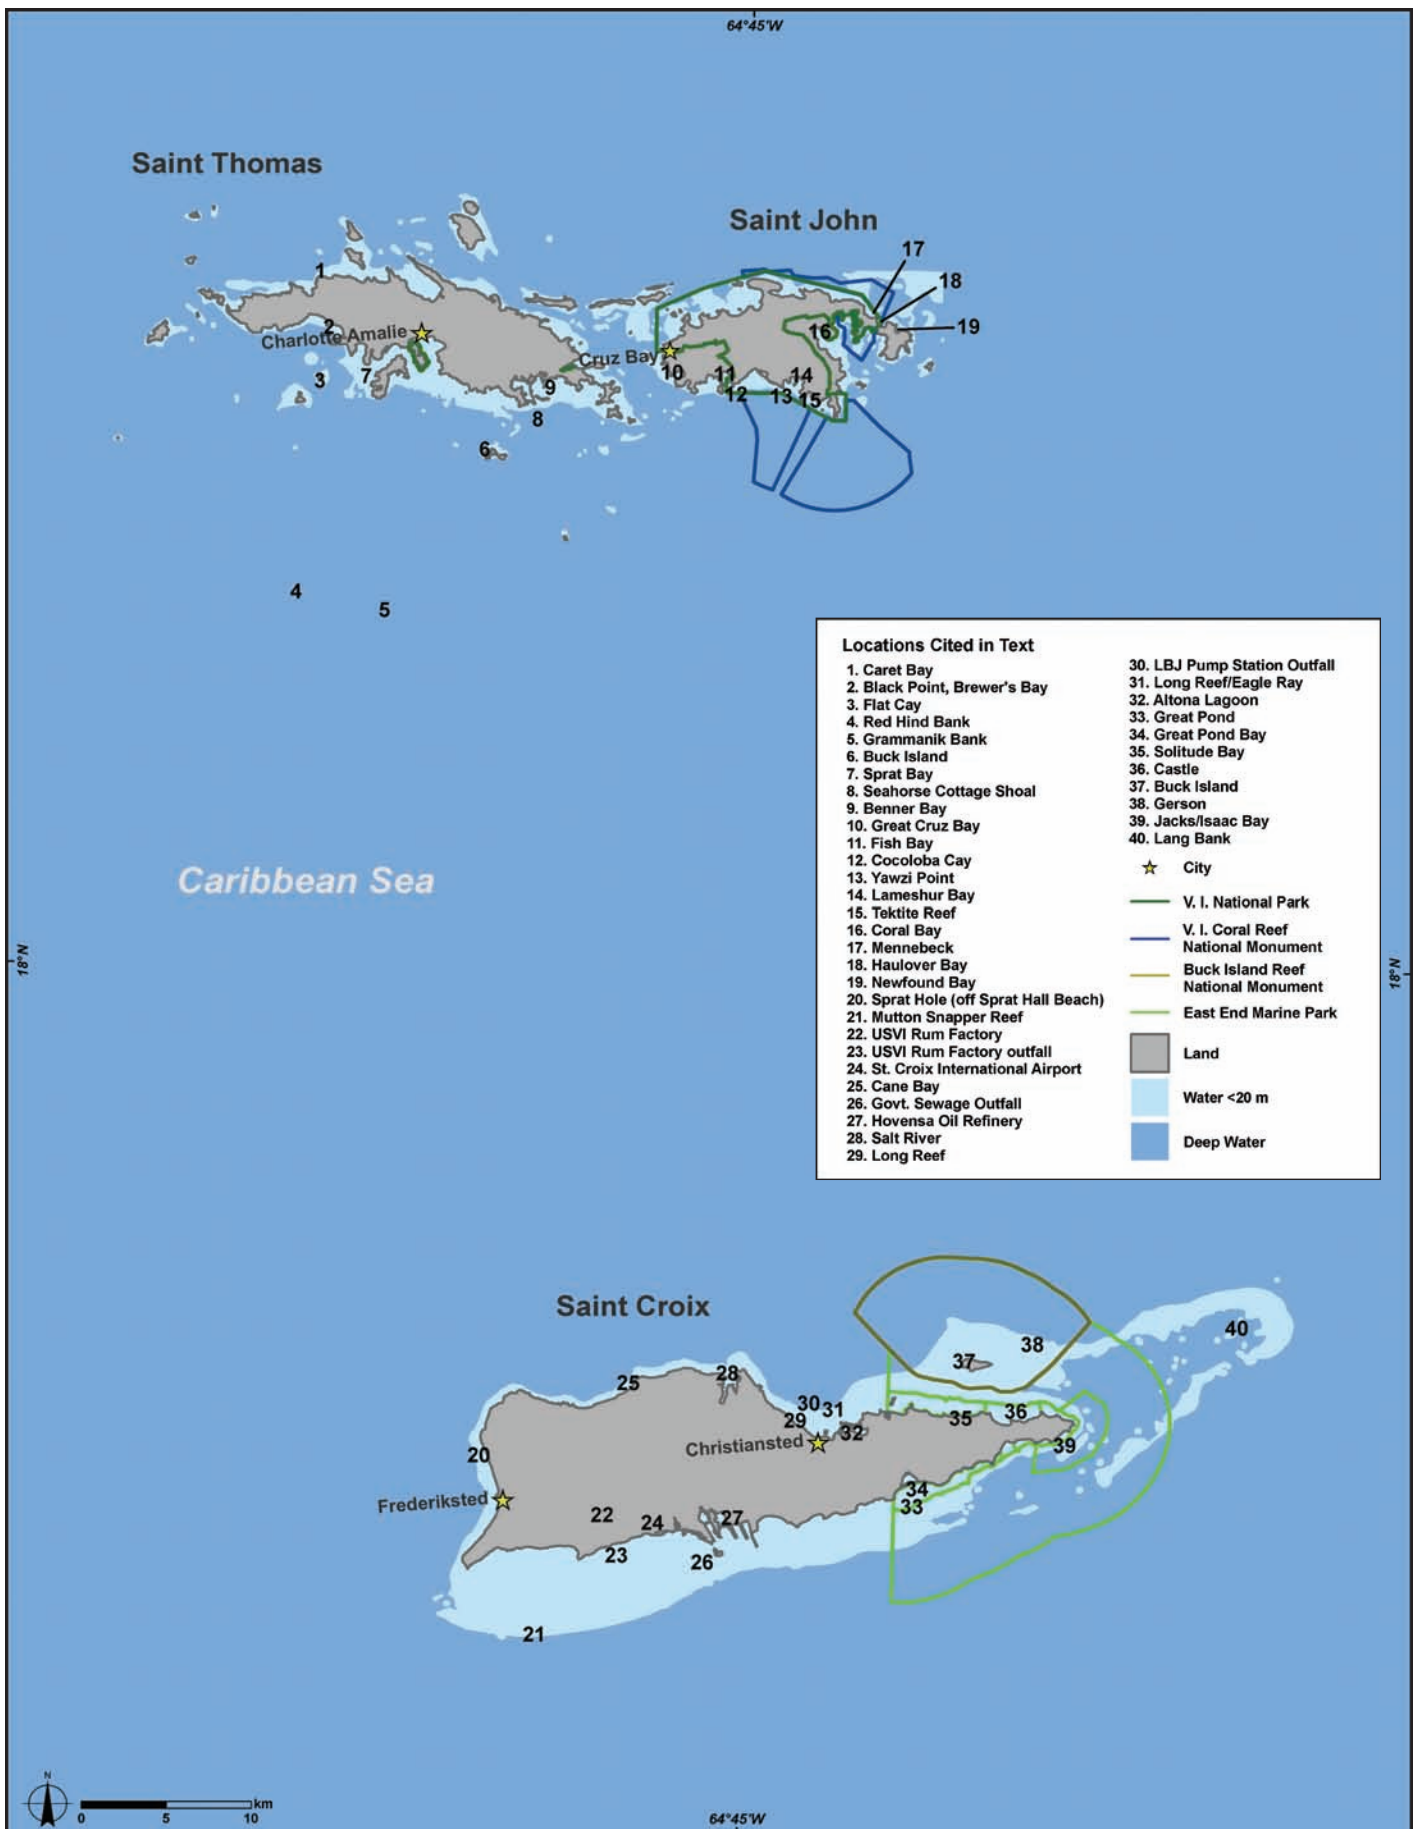 64°45'W
Saint Thomas
Saint John
17
18
19
1
2
Charlotte Amalie
16
Cruz Bay
3
7
9
10
11
14
12
13
15
8
6
4
5
Locations Cited in Text
1. Caret Bay
2. Black Point, Brewer's Bay
3. Flat Cay
4. Red Hind Bank
5. Grammanik Bank
6. Buck Island
7. Sprat Bay
8. Seahorse Cottage Shoal
9. Benner Bay
10. Great Cruz Bay
11. Fish Bay
12. Cocoloba Cay
13. Yawzi Point
14. Lameshur Bay
15. Tektite Reef
16. Coral Bay
17. Mennebeck
18. Haulover Bay
19. Newfound Bay
20. Sprat Hole (off Sprat Hall Beach)
21. Mutton Snapper Reef
22. USVI Rum Factory
23. USVI Rum Factory outfall
24. St. Croix International Airport
25. Cane Bay
26. Govt. Sewage Outfall
27. Hovensa Oil Refinery
28. Salt River
29. Long Reef
30. LBJ Pump Station Outfall
31. Long Reef/Eagle Ray
32. Altona Lagoon
33. Great Pond
34. Great Pond Bay
35. Solitude Bay
36. Castle
37. Buck Island
38. Gerson
39. Jacks/Isaac Bay
40. Lang Bank
City
V. I. National Park
V. I. Coral Reef
National Monument
Buck Island Reef
National Monument
East End Marine Park
Land
Water <20 m
Deep Water
Caribbean Sea
18°N
18°N
Saint Croix
40
38
37
28
25
30
31
29
32
35
36
39
Christiansted
20
Frederiksted
34
33
22
24
27
23
26
21
N
km
0
5
10
64°45'W